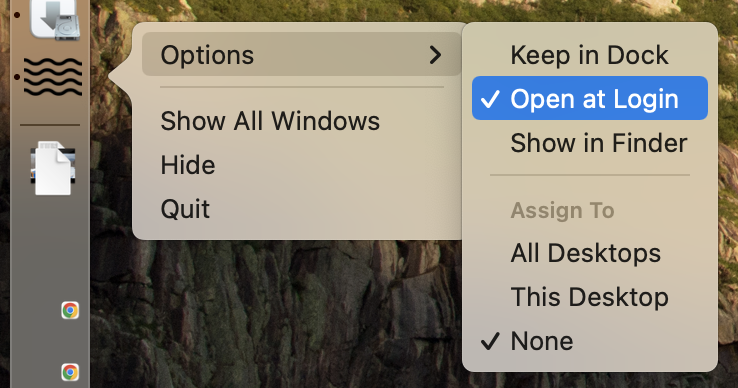 Options
Show All Windows
Hide
Quit
Keep in Dock
Open at Login
Show in Finder
Assign To
All Desktops
This Desktop
None